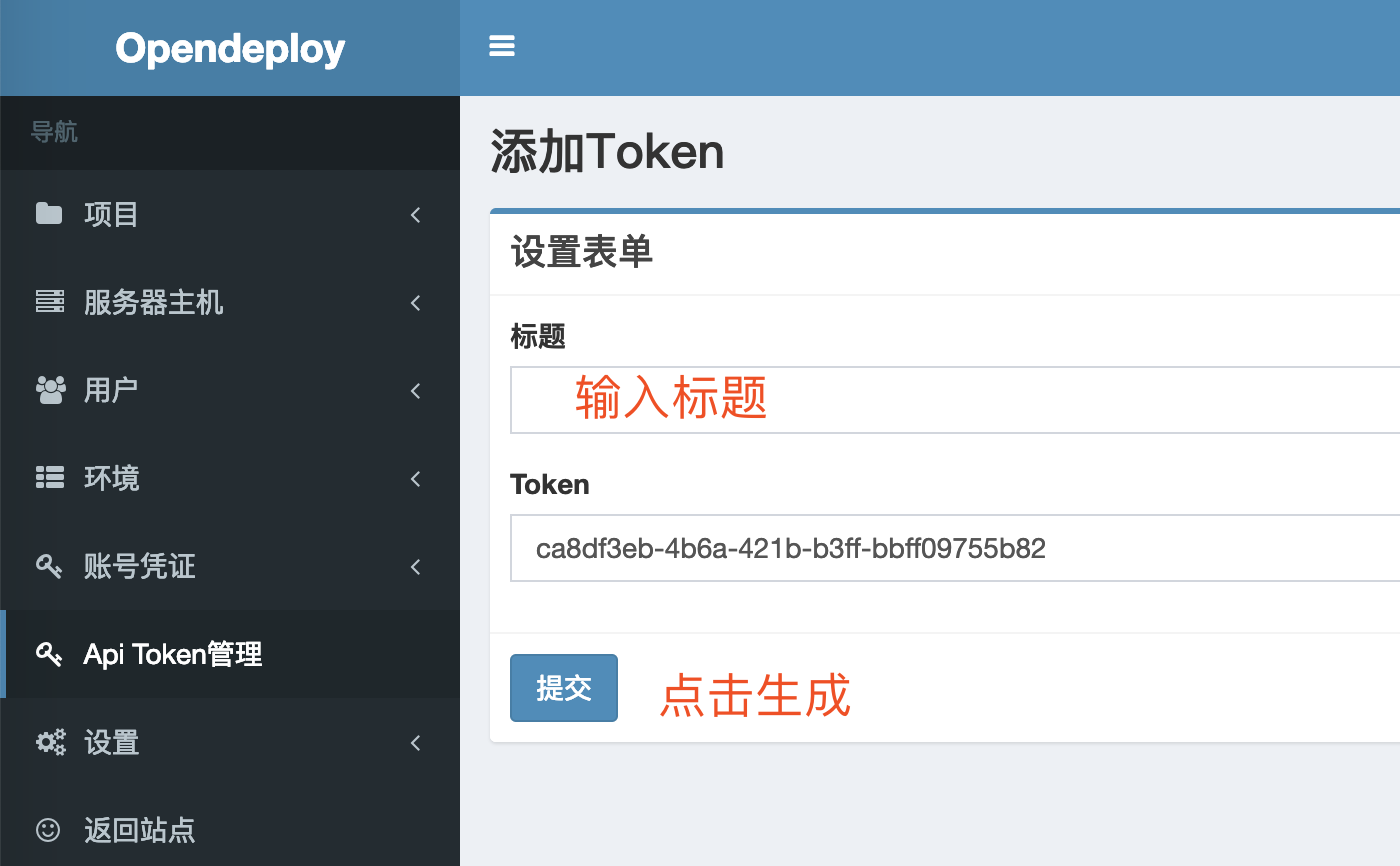 Opendeploy
导航
项目
服务器主机
用户
环境
账号凭证
Api Token管理
设置
返回站点
添加Token
设置表单
标题
输入标题
Token
ca8df3eb-4b6a-421b-b3ff-bbff09755b82
提交 点击生成